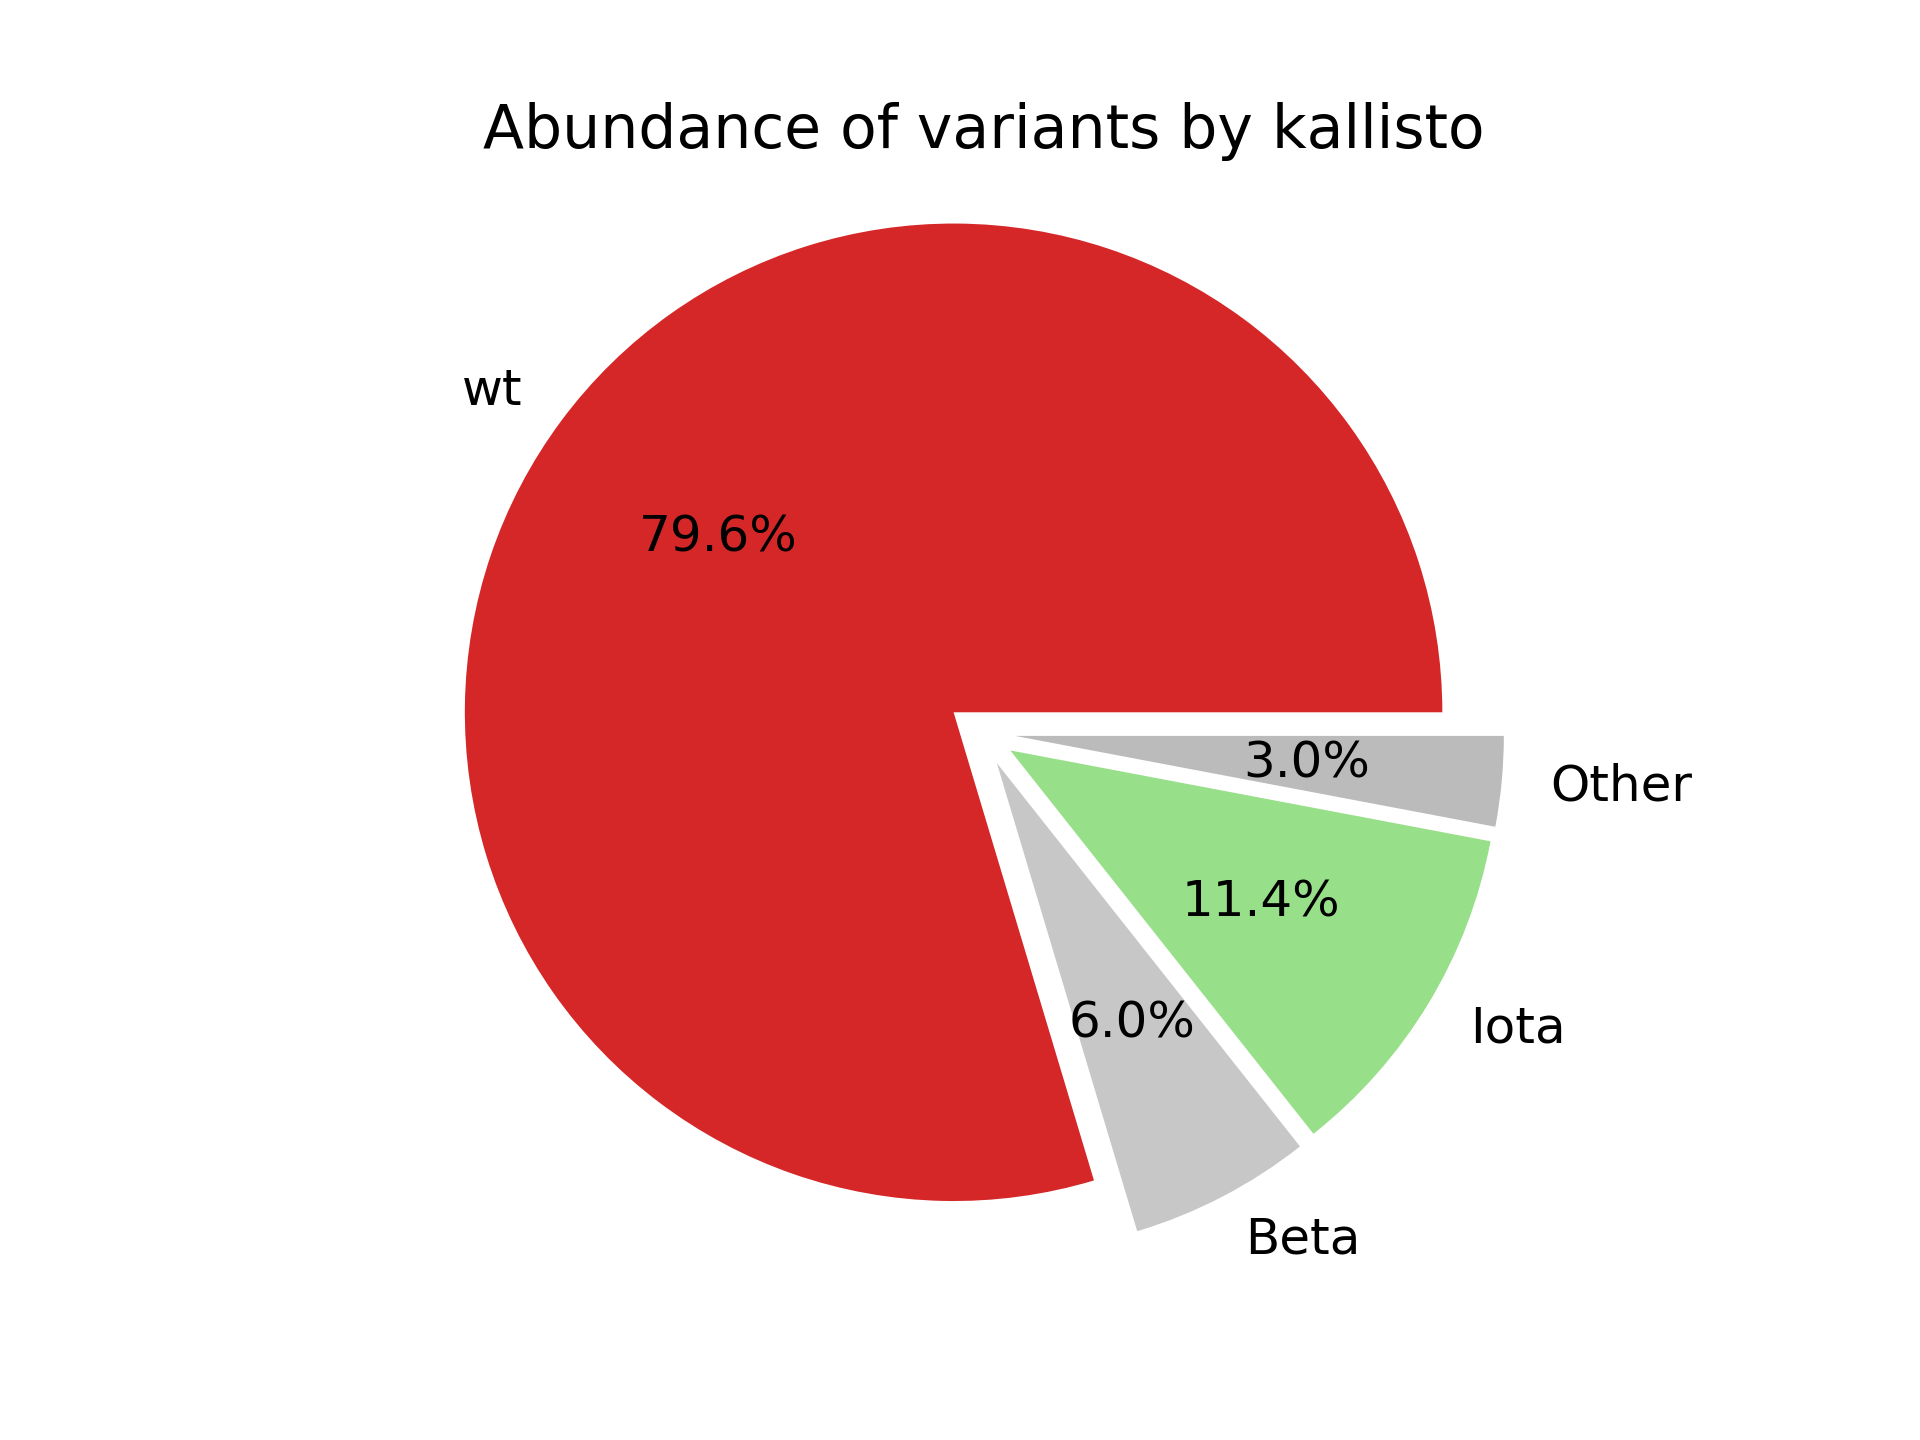 Abundance of variants by kallisto
wt
79.6%
3.0%
Other
11.4%
6.0%
Iota
Beta